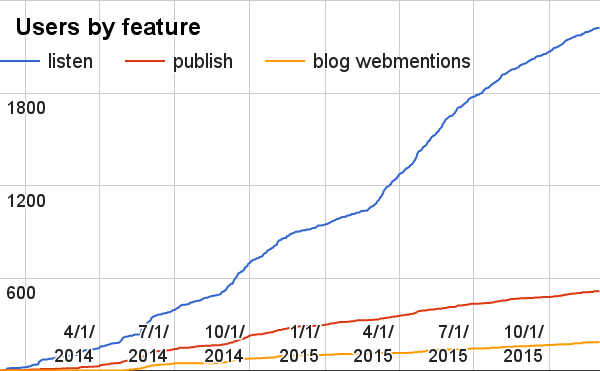 Users by feature
listen publish blog webmentions
1800
1200
600
4/1/ 7/1/ 10/1/ 1/1/ 4/1/ 7/1/ 10/1/
2014 2014 2014 2015 2015 2015 2015